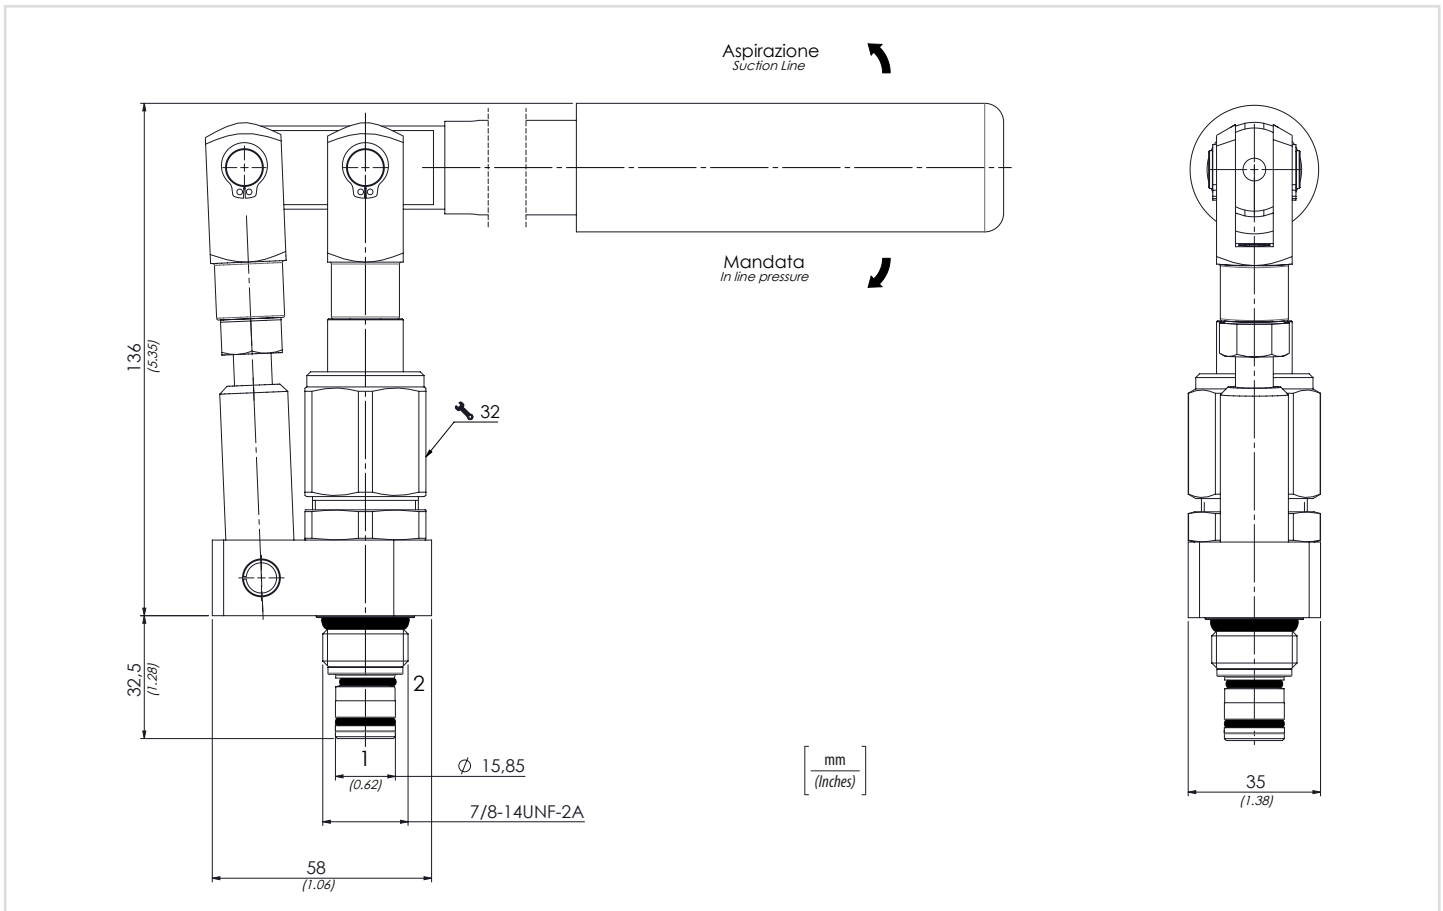 Aspirazione
Suction Line
Mandata
In line pressure
136
(5.35)
32
32,5
(1.28)
2
1
(0.62)
Ø 15,85
7/8-14UNF-2A
58
(1.06)
mm
(Inches)
35
(1.38)